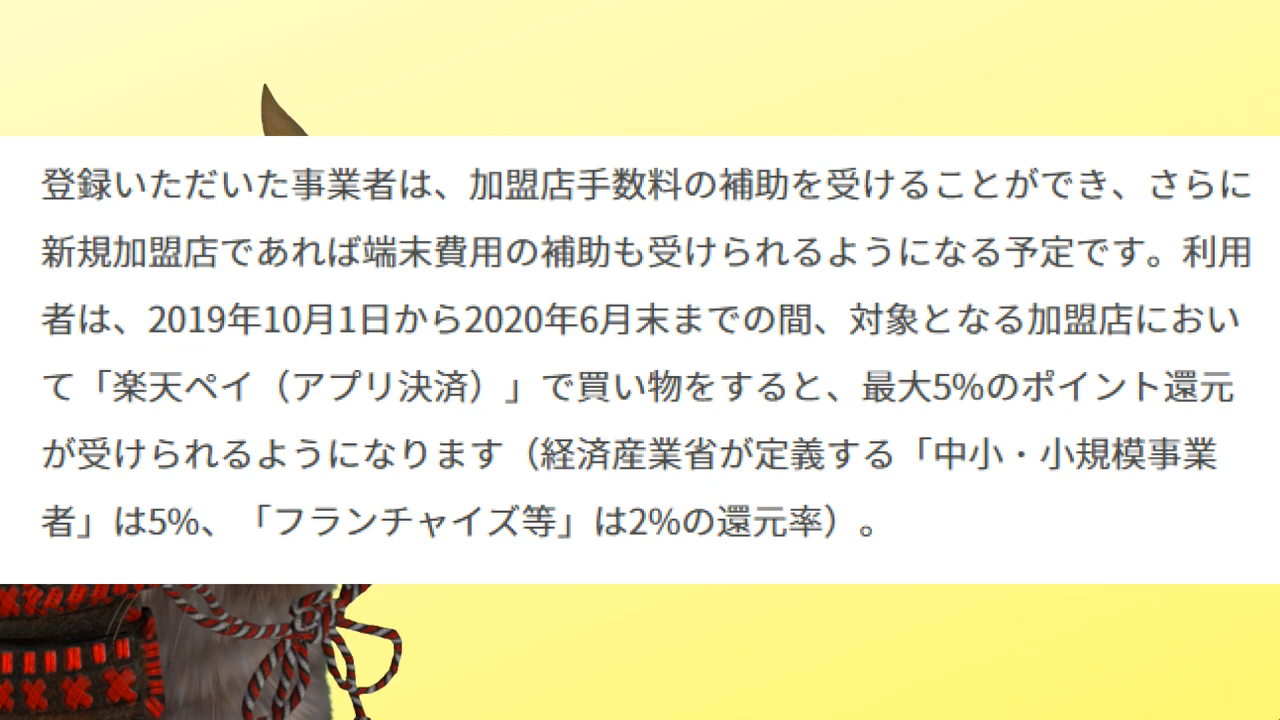 登録いただいた事業者は、加盟店手数料の補助を受けることができ、さらに
新規加盟店であれば端末費用の補助も受けられるようになる予定です。利用
者は、2019年10月1日から2020年6月末までの間、対象となる加盟店におい
て「楽天ペイ（アプリ決済）」で買い物をすると、最大5%のポイント還元
が受けられるようになります（経済産業省が定義する「中小・小規模事業
者」は5%、「フランチャイズ等」は2%の還元率）。